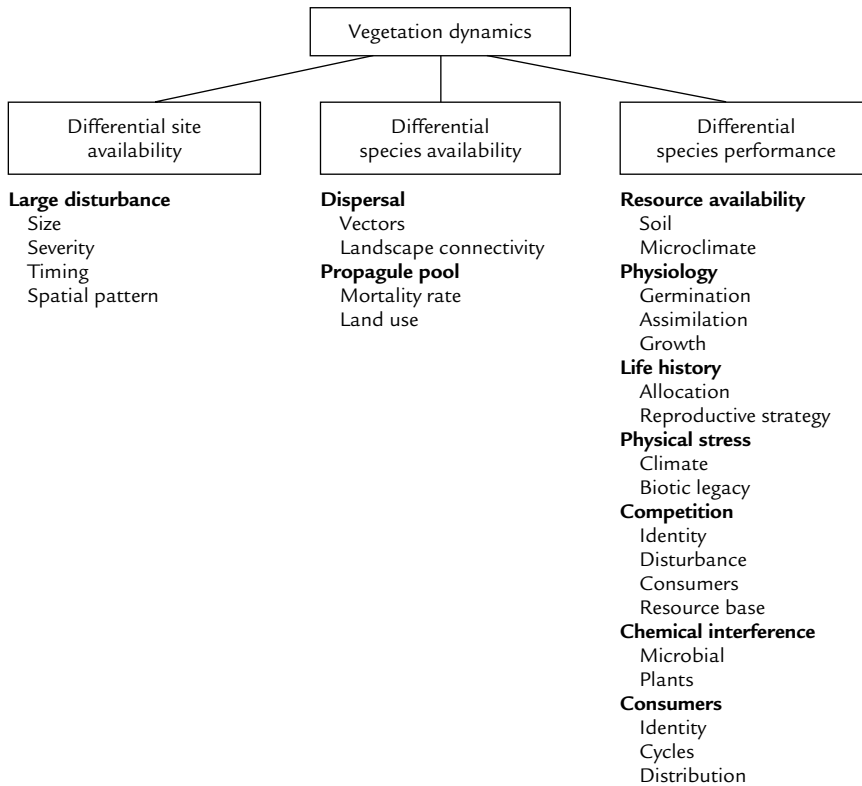 Vegetation dynamics
Differential site
availability
Large disturbance
Size
Severity
Timing
Spatial pattern
Differential
species availability
Dispersal
Vectors
Landscape connectivity
Propagule pool
Mortality rate
Land use
Differential
species performance
Resource availability
Soil
Microclimate
Physiology
Germination
Assimilation
Growth
Life history
Allocation
Reproductive strategy
Physical stress
Climate
Biotic legacy
Competition
Identity
Disturbance
Consumers
Resource base
Chemical interference
Microbial
Plants
Consumers
Identity
Cycles
Distribution